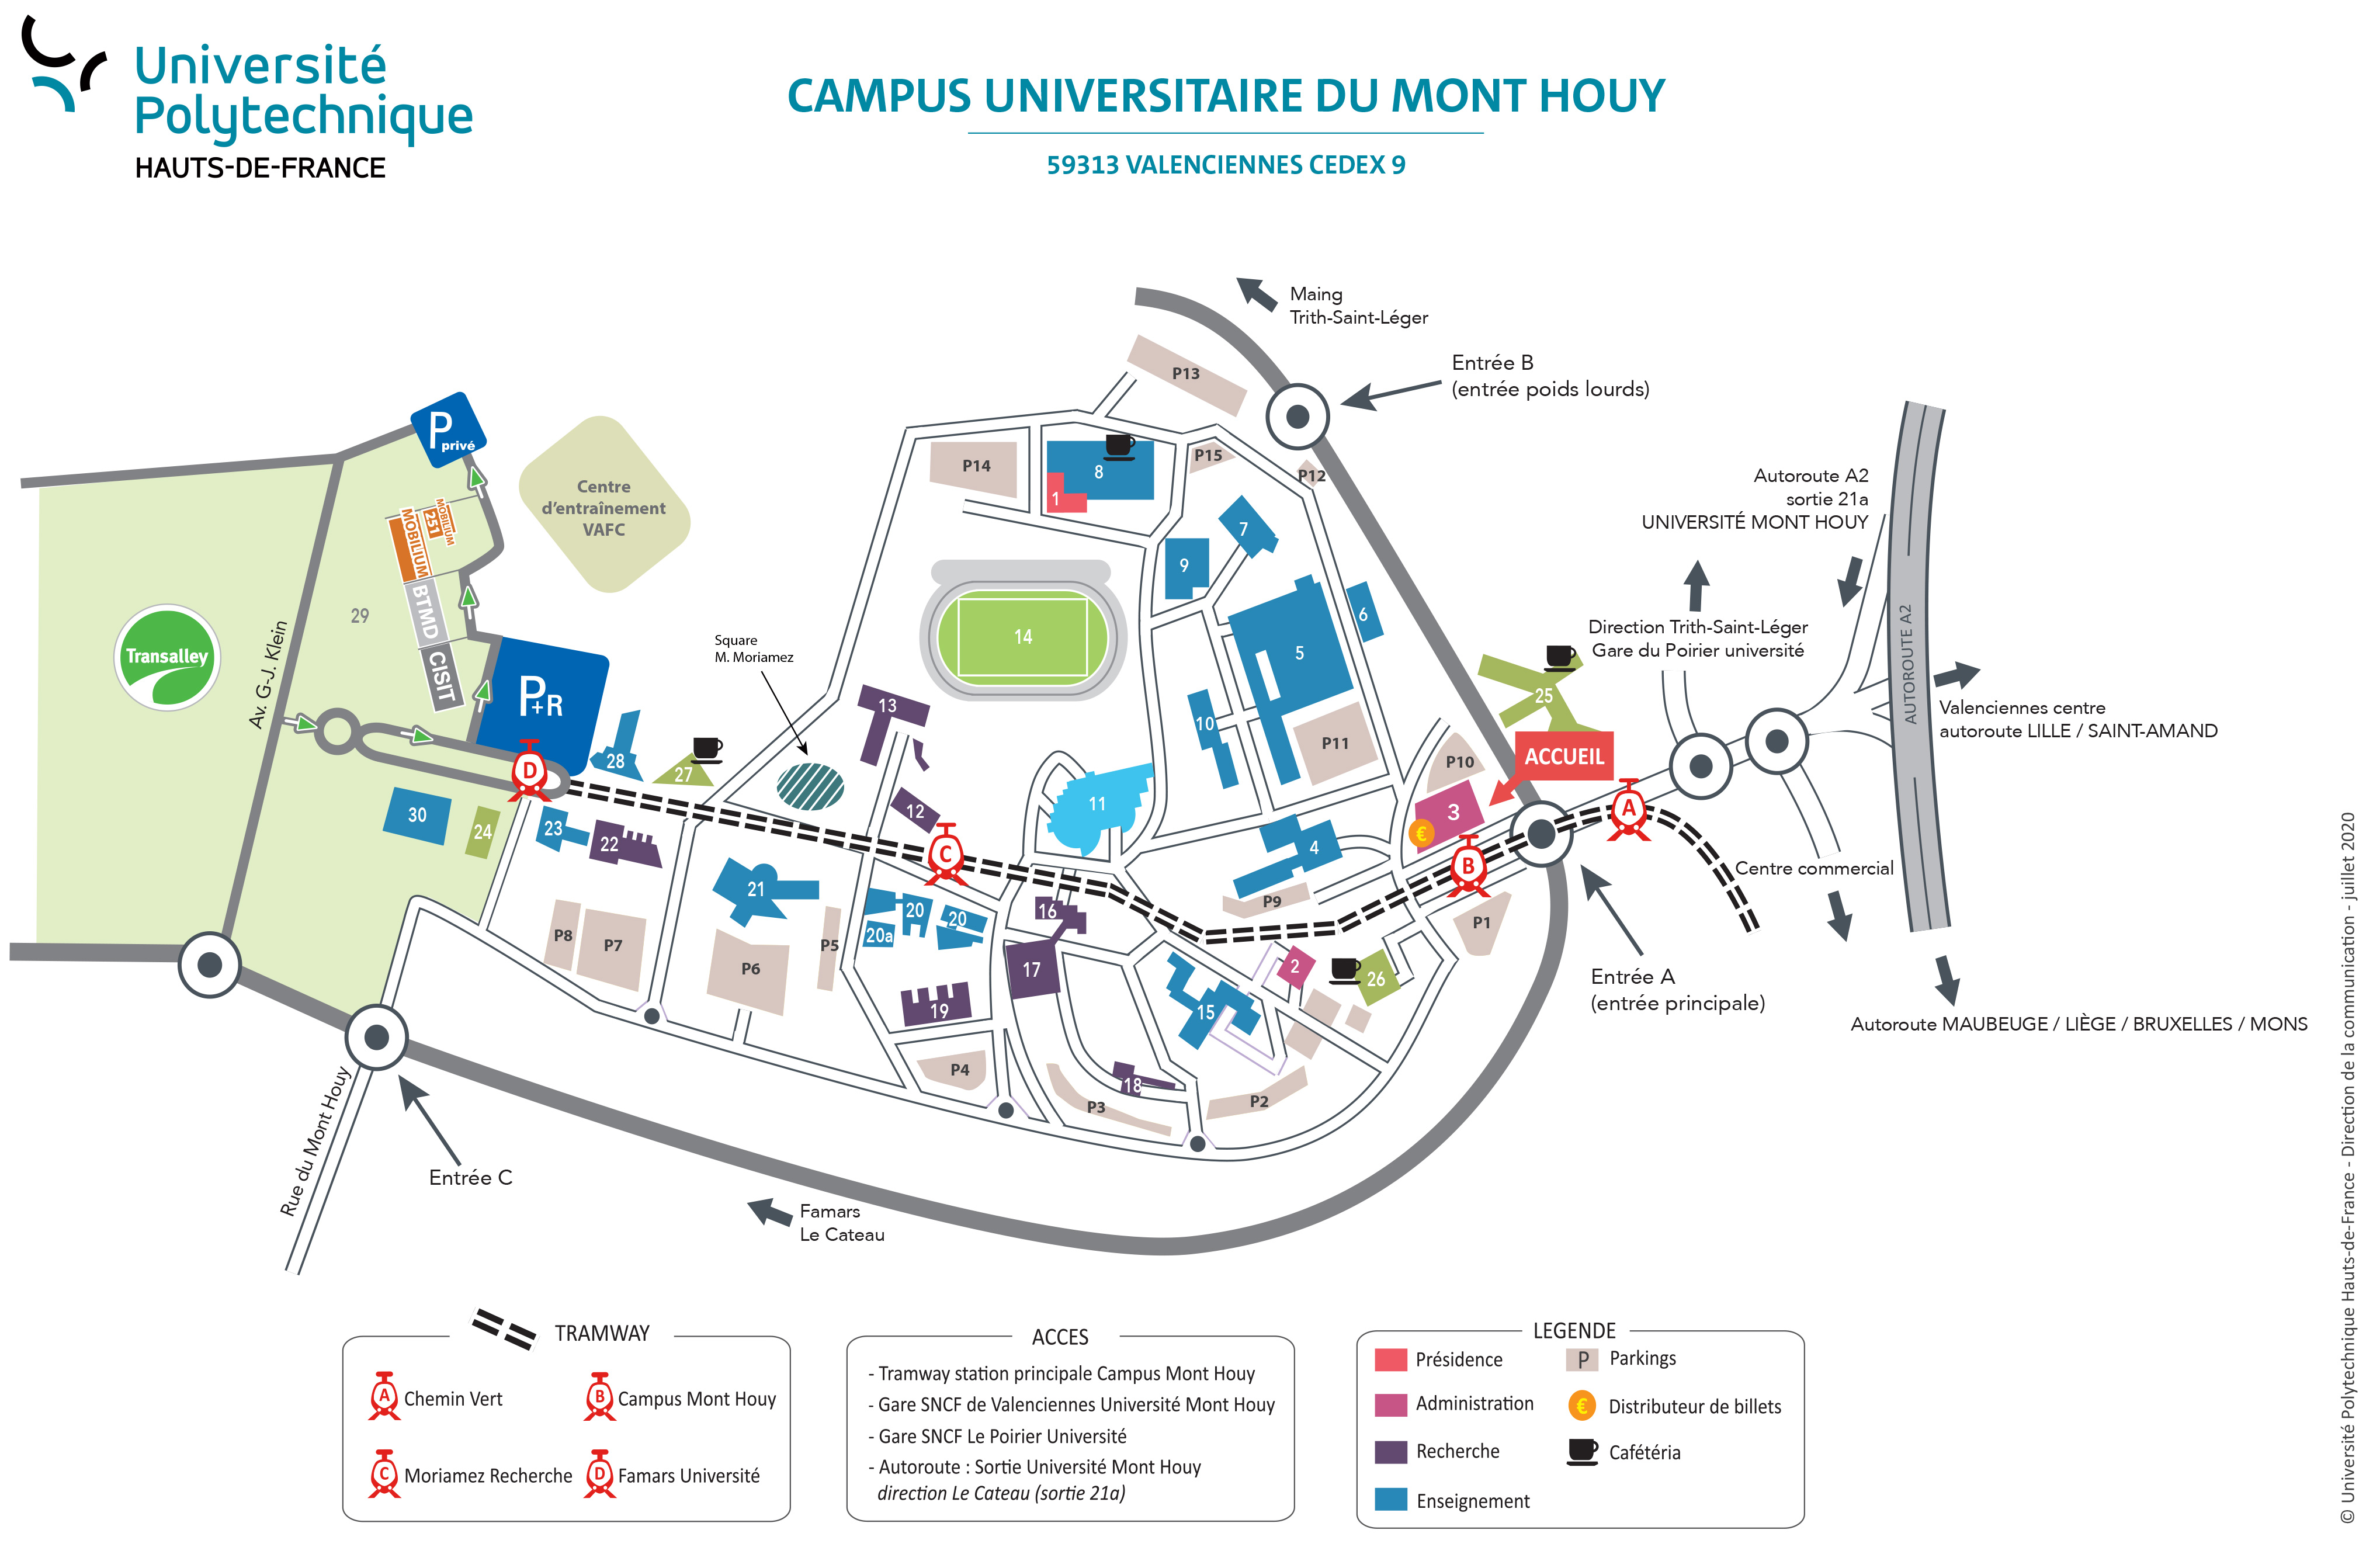 Université
Polytechnique
HAUTS-DE-FRANCE
CAMPUS UNIVERSITAIRE DU MONT HOUY
59313 VALENCIENNES CEDEX 9
Maing
Trith-Saint-Léger
Entrée B
(entrée poids lourds)
P13
P
privé
Centre
d'entraînement
VAFC
P14
8
1
P15
P12
Autoroute A2
sortie 21a
UNIVERSITÉ MONT HOUY
MOBILIUM
251
MOBILIUM
BTMD
CISIT
29
Transalley
Av. G-J. Klein
P+R
Square
M. Moriamez
7
9
6
14
5
Direction Trith-Saint-Léger
Gare du Poirier université
AUTOROUTE A2
Valenciennes centre
autoroute LILLE / SAINT-AMAND
25
13
10
P11
P10
ACCUEIL
D
28
27
30
24
23
22
12
C
11
3
€
B
A
4
Centre commercial
21
P9
P1
16
20
20
20a
P8
P7
P6
P5
17
2
26
Entrée A
(entrée principale)
15
19
Autoroute MAUBEUGE / LIÈGE / BRUXELLES / MONS
P4
18
P3
P2
Rue du Mont Houy
Entrée C
Famars
Le Cateau
TRAMWAY
A Chemin Vert
B Campus Mont Houy
C Moriamez Recherche
D Famars Université
ACCES
- Tramway station principale Campus Mont Houy
- Gare SNCF de Valenciennes Université Mont Houy
- Gare SNCF Le Poirier Université
- Autoroute : Sortie Université Mont Houy
direction Le Cateau (sortie 21a)
LEGENDE
Présidence
Administration
Recherche
Enseignement
P Parkings
€ Distributeur de billets
Cafétéria
© Université Polytechnique Hauts-de-France - Direction de la communication - juillet 2020